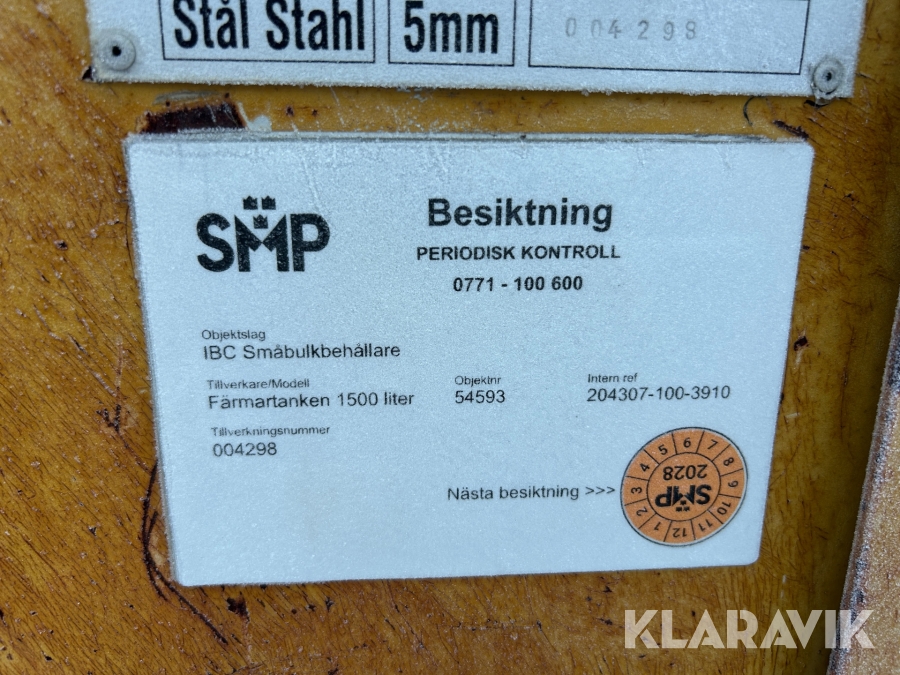 Stål Stahl
5mm
004298
SMP
Besiktning
PERIODISK KONTROLL
0771 - 100 600
Objektslag
IBC Småbulkbehållare
Tillverkare/Modell
Objektnr
Intern ref
Färmartanken 1500 liter
54593
204307-100-3910
Tillverkningsnummer
004298
Nästa besiktning >>>
1 2 3 4 5 6 7 8 9 10 11 12
2028
SMP
KLARAVIK